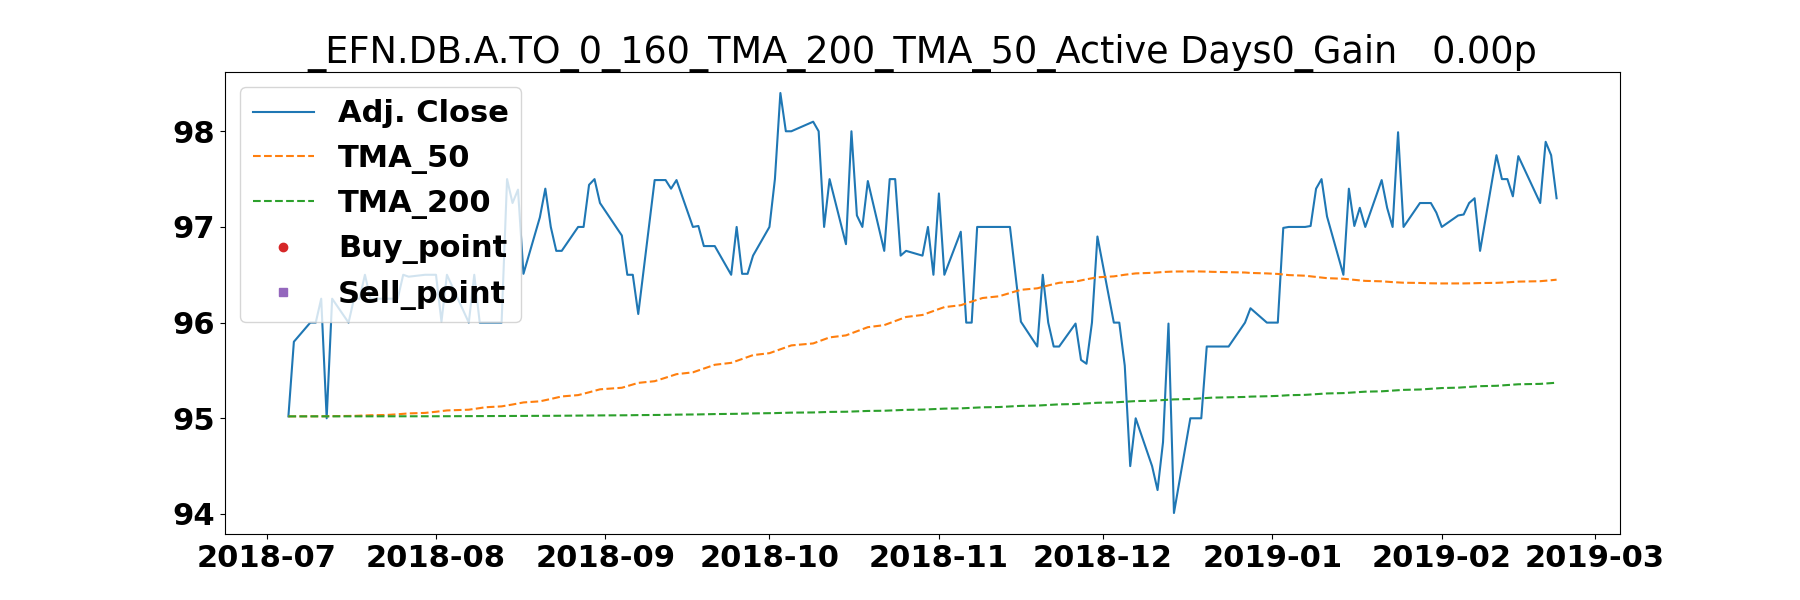 _EFN.DB.A.TO_0_160_TMA_200_TMA_50_Active Days0_Gain   0.00p
Adj. Close
TMA_50
TMA_200
Buy_point
Sell_point
98
97
96
95
94
2018-07 2018-08 2018-09 2018-10 2018-11 2018-12 2019-01 2019-02 2019-03